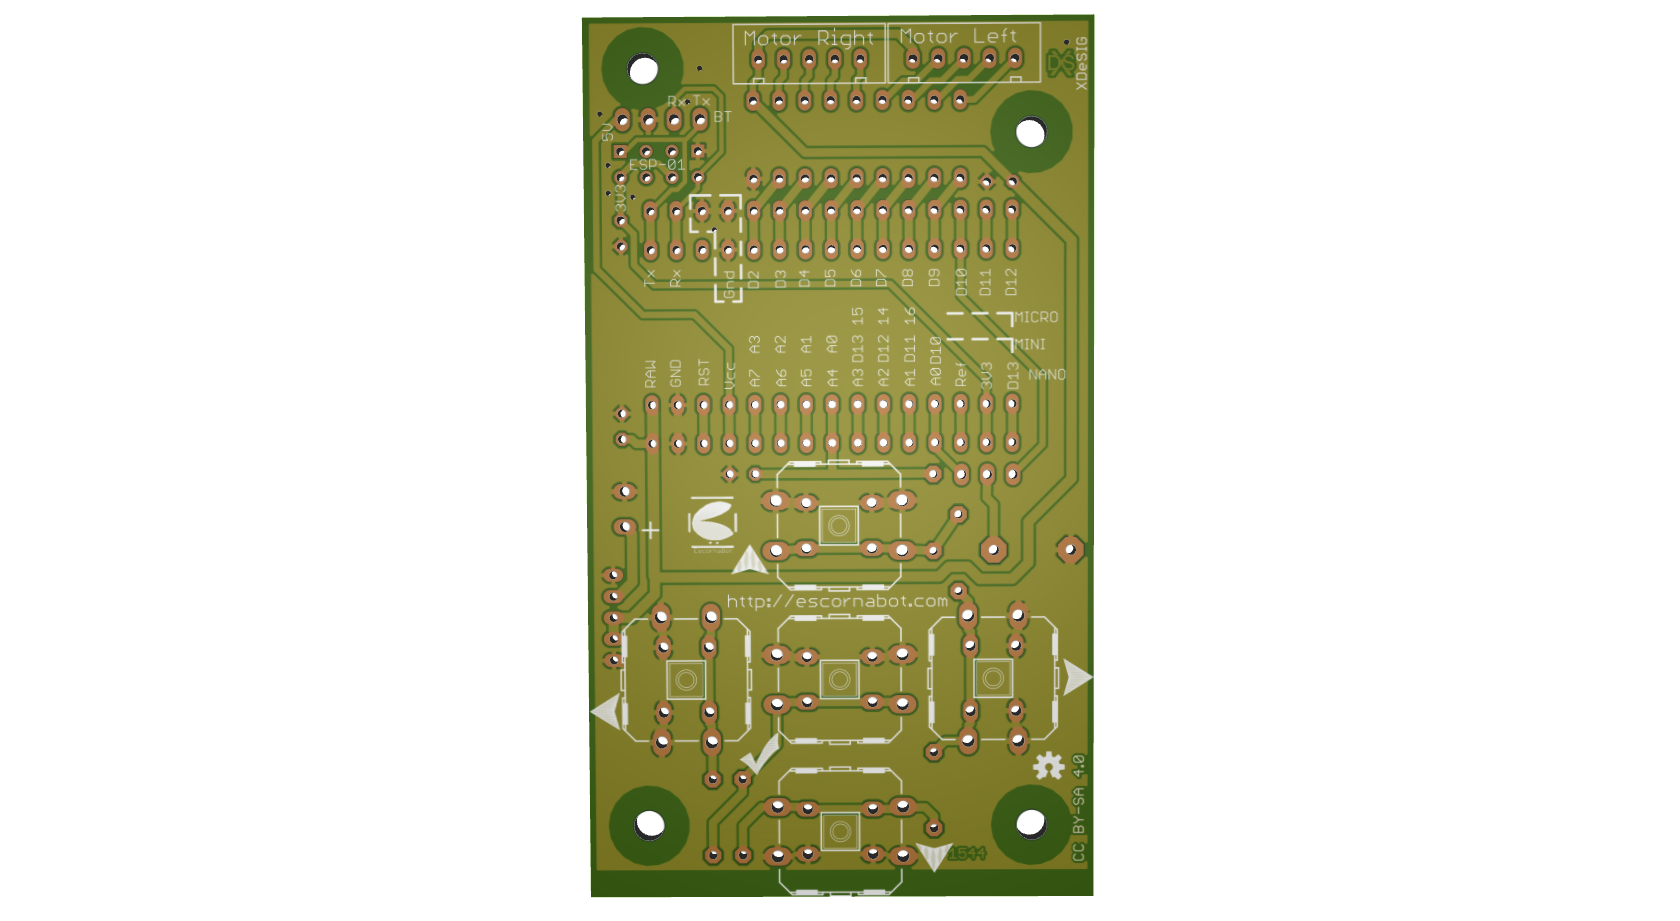 Motor Right
Motor Left
DS
XDeSIG
Rx Tx
BT
5V
ESP-01
3V3
Tx
Rx
Gnd
D2
D3
D4
D5
D6
D7
D8
D9
D10
D11
D12
MICRO
MINI
NANO
A3
A2
A1
A0
D13 15
D12 14
D11 16
D10
RAW
GND
RST
Vcc
A7
A6
A5
A4
A3
A2
A1
A0
Ref
3V3
D13
+
EscornaBot
http://escornabot.com
CC BY-SA 4.0
1544